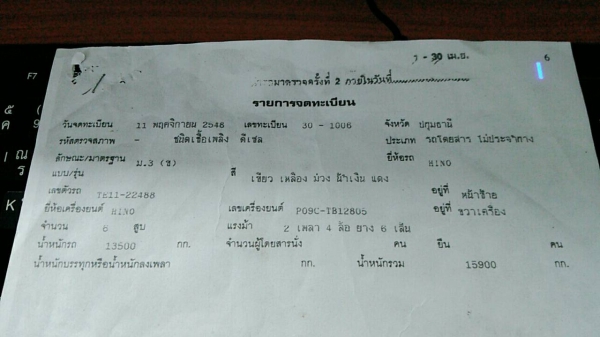 F7
- 30 เม.ย. 6
ตรวจครั้งที่ 2 ภายในวันที่
รายการจดทะเบียน
วันจดทะเบียน 11 พฤศจิกายน 2548 เลขทะเบียน 30 - 1006 จังหวัด ปทุมธานี
รหัสตรวจสภาพ - ชนิดเชื้อเพลิง ดีเซล ประเภท รถโดยสาร ไม่ประจำทาง
ลักษณะ/มาตรฐาน ม.3 (ข) ยี่ห้อรถ HINO
แบบ/รุ่น สี เขียว เหลือง ม่วง น้ำเงิน แดง
เลขตัวรถ TE11-22488 อยู่ที่ หน้าซ้าย
ยี่ห้อเครื่องยนต์ HINO เลขเครื่องยนต์ P09C-TB12805 อยู่ที่ ขวาเครื่อง
จำนวน 6 สูบ แรงม้า 2 เพลา 4 ล้อ ยาง 6 เส้น
น้ำหนักรถ 13500 กก. จำนวนผู้โดยสารนั่ง คน ยืน คน
น้ำหนักบรรทุกหรือน้ำหนักลงเพลา กก. น้ำหนักรวม 15900 กก.